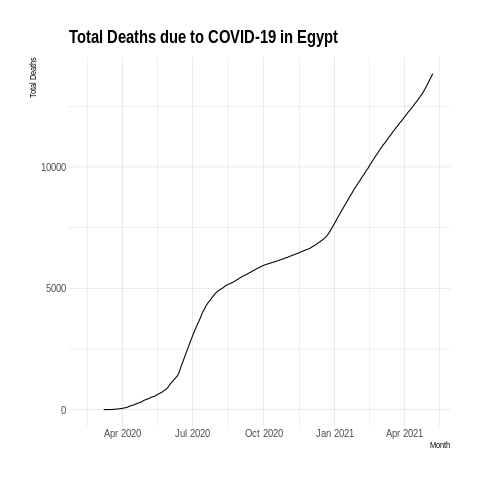 Total Deaths due to COVID-19 in Egypt
Total Deaths
10000
5000
0
Apr 2020 Jul 2020 Oct 2020 Jan 2021 Apr 2021
Month